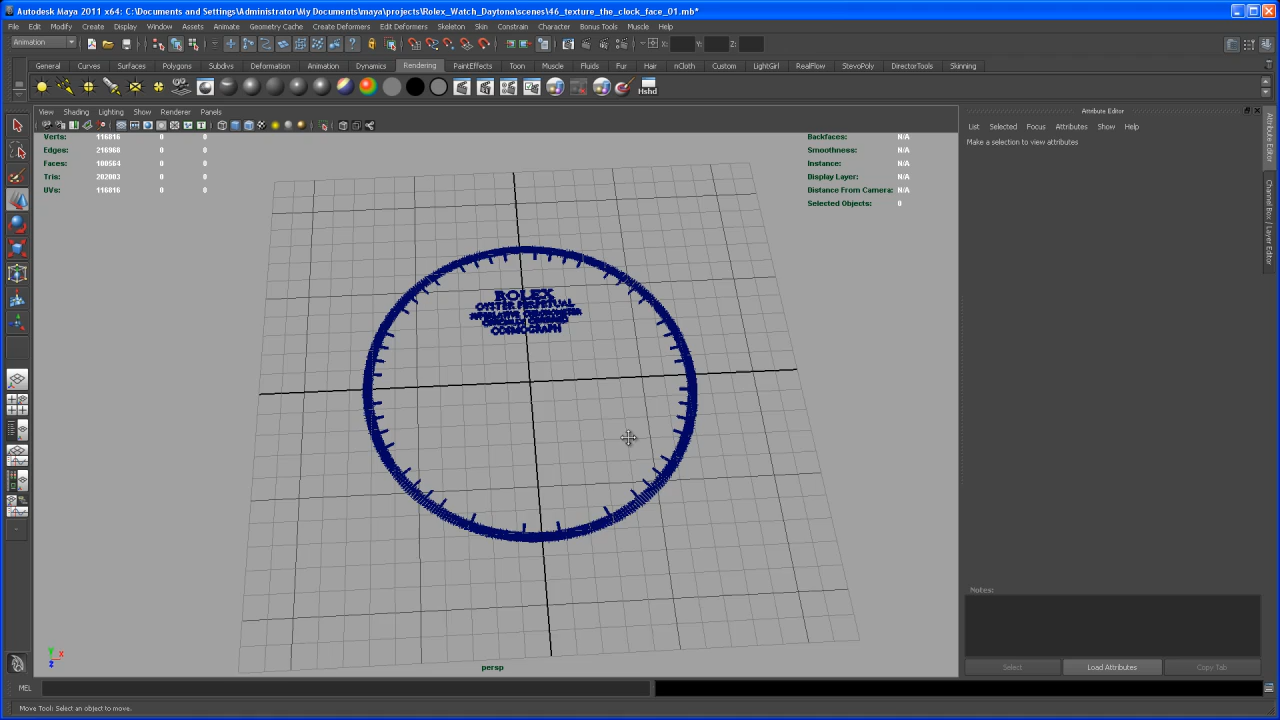 Autodesk Maya 2011 x64: C:\Documents and Settings\Administrator\My Documents\maya\projects\Rolex_Watch_Daytona\scenes\46_texture_the_clock_face_01.mb*
File Edit Modify Create Display Window Assets Animate Geometry Cache Create Deformers Edit Deformers Skeleton Skin Constrain Character Bonus Tools Muscle Help
Animation X: Y: Z:
General Curves Surfaces Polygons Subdivs Deformation Animation Dynamics Rendering PaintEffects Toon Muscle Fluids Fur Hair nCloth Custom LightGirl RealFlow StevoPoly DirectorTools Skinning
Hshd
View Shading Lighting Show Renderer Panels
Attribute Editor
List Selected Focus Attributes Show Help
Make a selection to view attributes
Verts: 116816 0 0
Edges: 216968 0 0
Faces: 100564 0 0
Tris: 202003 0 0
UVs: 116816 0 0
Backfaces: N/A
Smoothness: N/A
Instance: N/A
Display Layer: N/A
Distance From Camera: N/A
Selected Objects: 0
Attribute Editor
Channel Box / Layer Editor
ROLEX
OYSTER PERPETUAL
SUPERLATIVE CHRONOMETER
OFFICIALLY CERTIFIED
COSMOGRAPH
y x
z
persp
Notes:
Select Load Attributes Copy Tab
MEL
Move Tool: Select an object to move.